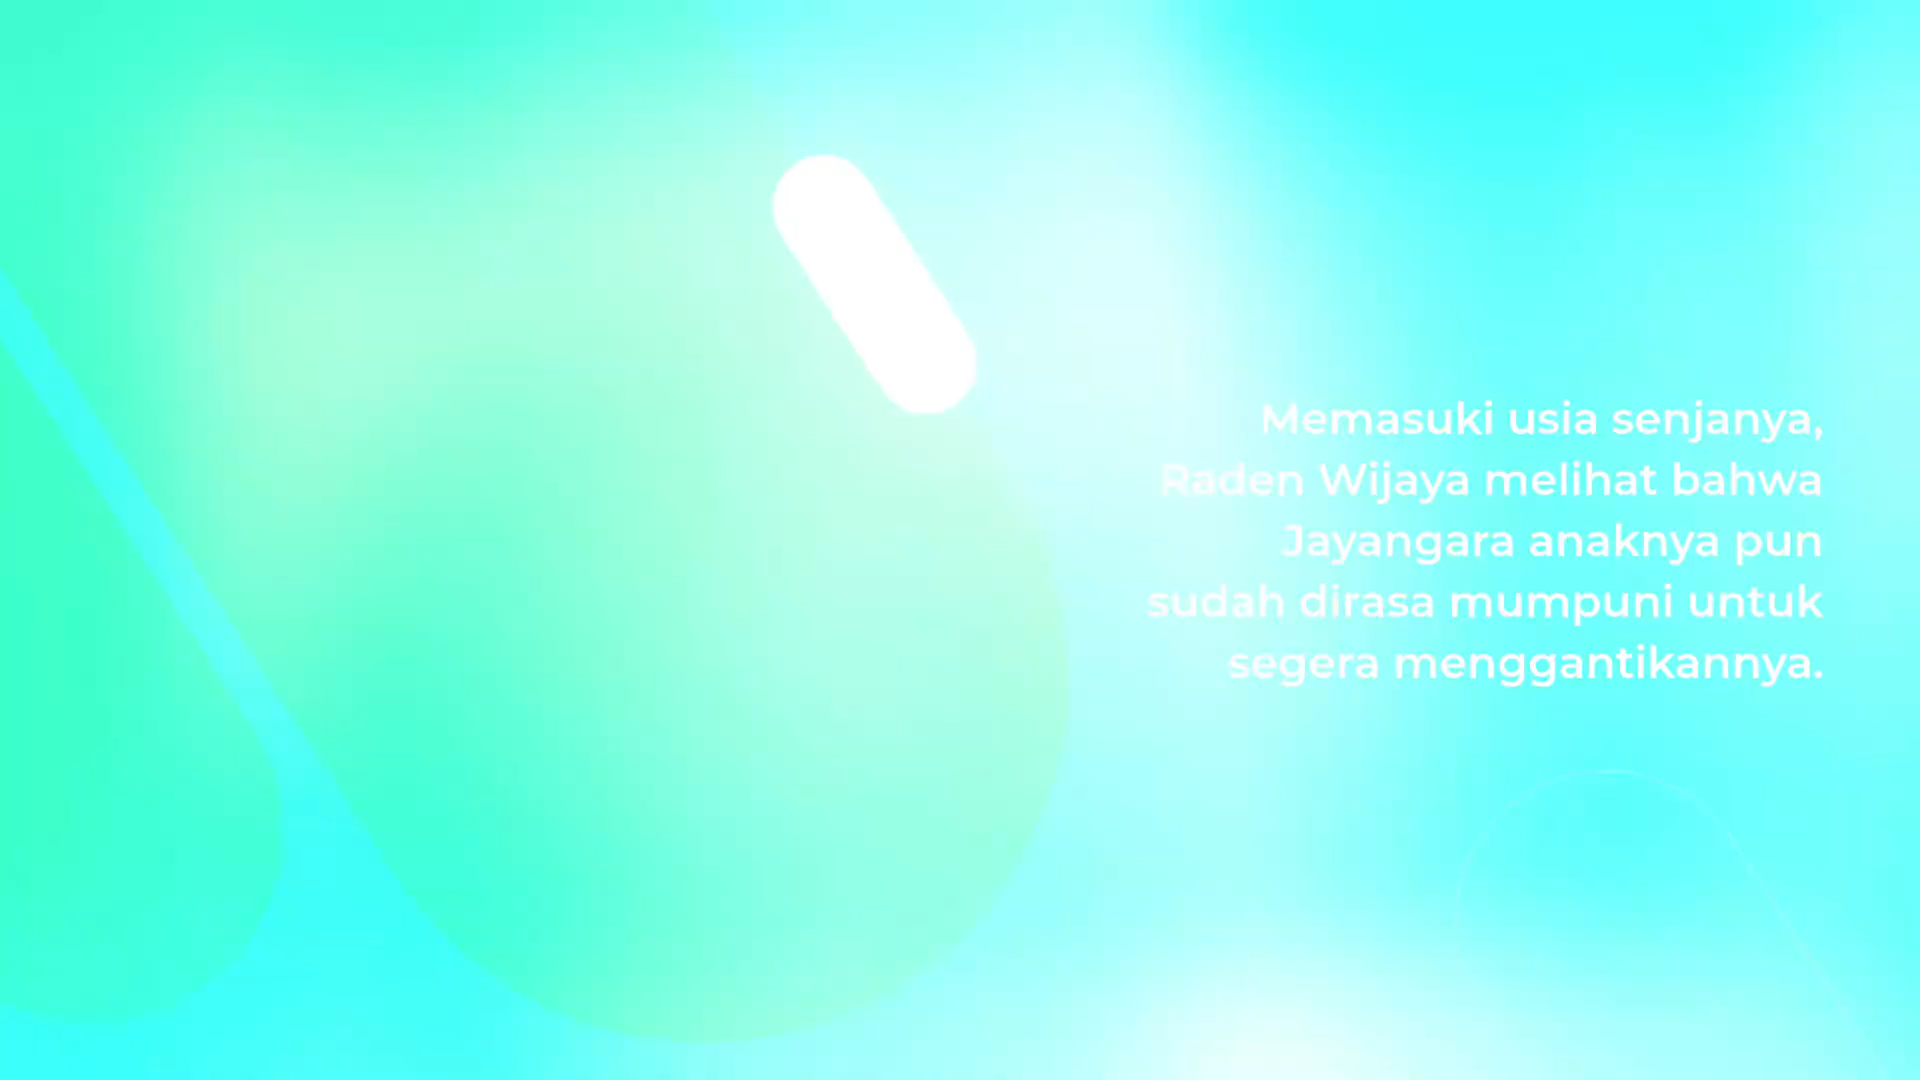 Memasuki usia senjanya,
Raden Wijaya melihat bahwa
Jayangara anaknya pun
sudah dirasa mumpuni untuk
segera menggantikannya.